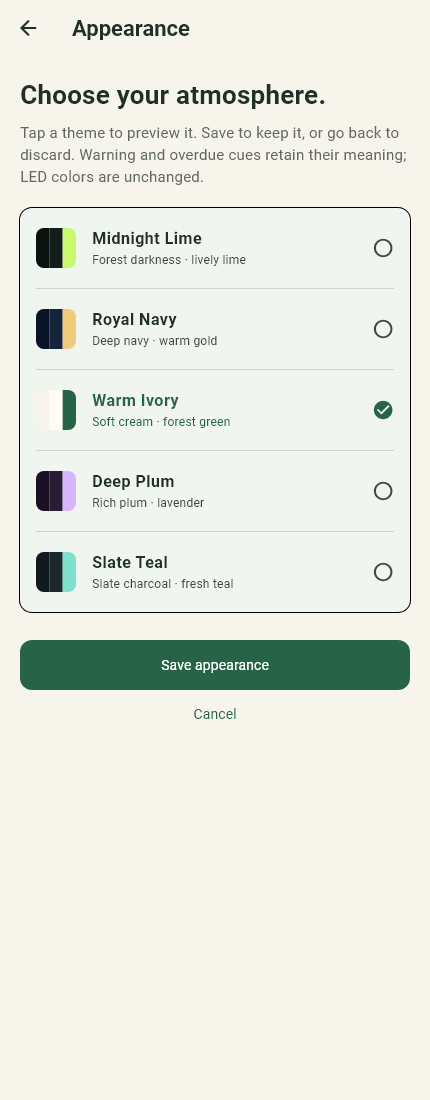 Appearance
Choose your atmosphere.
Tap a theme to preview it. Save to keep it, or go back to
discard. Warning and overdue cues retain their meaning;
LED colors are unchanged.
Midnight Lime
Forest darkness · lively lime
Royal Navy
Deep navy · warm gold
Warm Ivory
Soft cream · forest green
Deep Plum
Rich plum · lavender
Slate Teal
Slate charcoal · fresh teal
Save appearance
Cancel